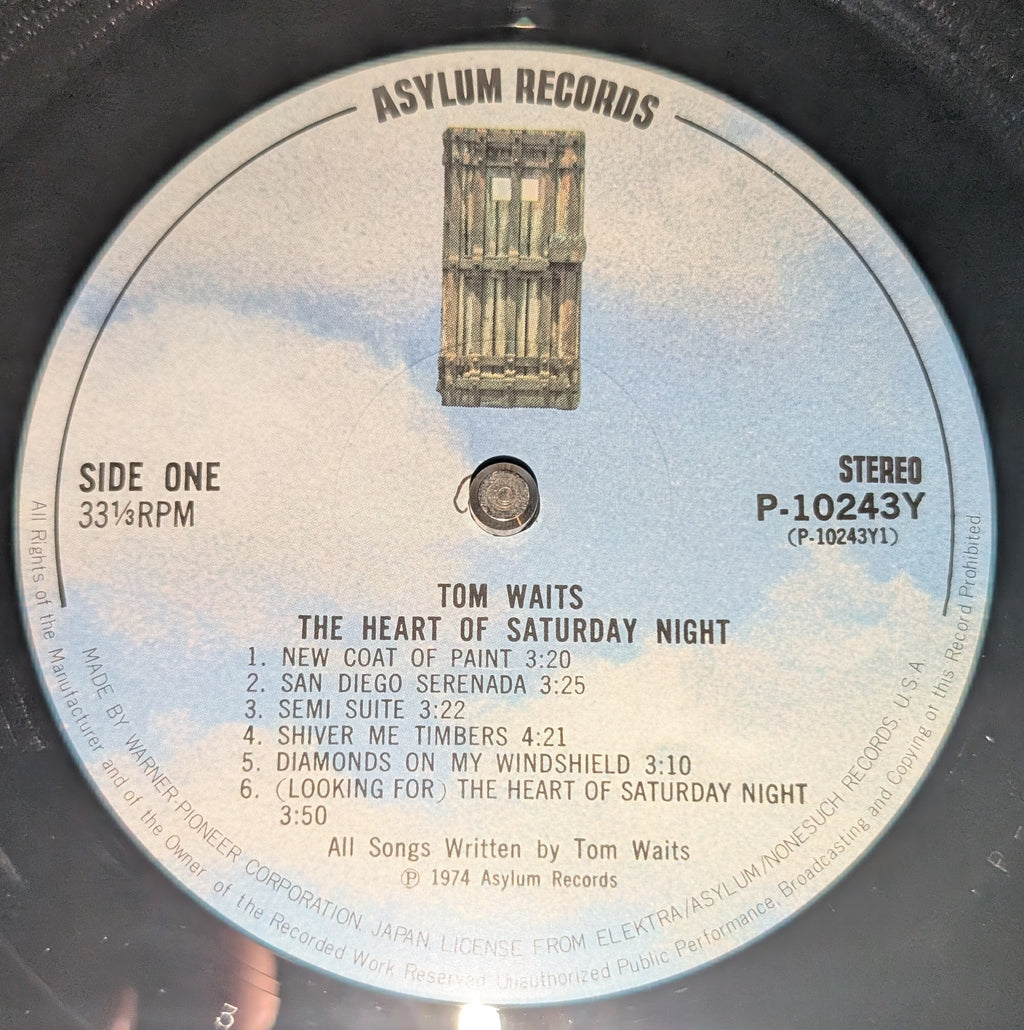 ASYLUM RECORDS
SIDE ONE
33⅓RPM
STEREO
P-10243Y
(P-10243Y1)
TOM WAITS
THE HEART OF SATURDAY NIGHT
1. NEW COAT OF PAINT 3:20
2. SAN DIEGO SERENADA 3:25
3. SEMI SUITE 3:22
4. SHIVER ME TIMBERS 4:21
5. DIAMONDS ON MY WINDSHIELD 3:10
6. (LOOKING FOR) THE HEART OF SATURDAY NIGHT
3:50
All Songs Written by Tom Waits
Ⓟ 1974 Asylum Records
MADE BY WARNER-PIONEER CORPORATION, JAPAN. LICENSE FROM ELEKTRA/ASYLUM/NONESUCH RECORDS, U.S.A.
All Rights of the Manufacturer and of the Owner of the Recorded Work Reserved Unauthorized Public Performance, Broadcasting and Copying of this Record Prohibited
3
P